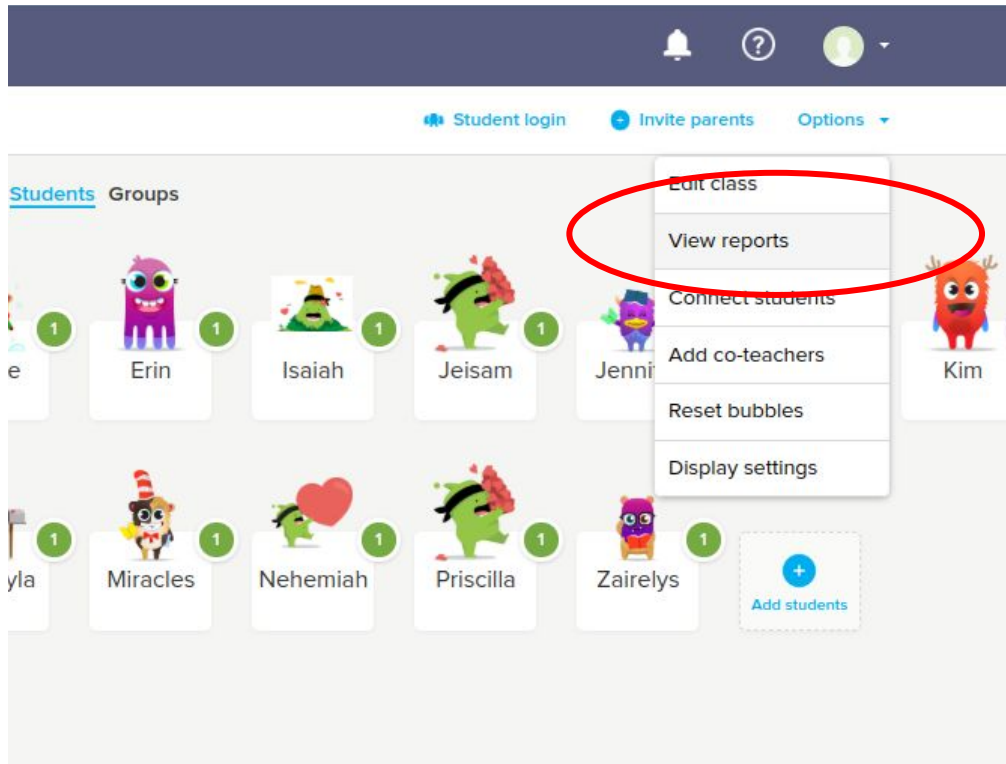 Student login Invite parents Options
Students Groups
Edit class
View reports
Connect students
Add co-teachers
Reset bubbles
Display settings
1 1 1 1
e Erin Isaiah Jeisam Jenni Kim
1 1 1 1 1
yla Miracles Nehemiah Priscilla Zairelys
Add students